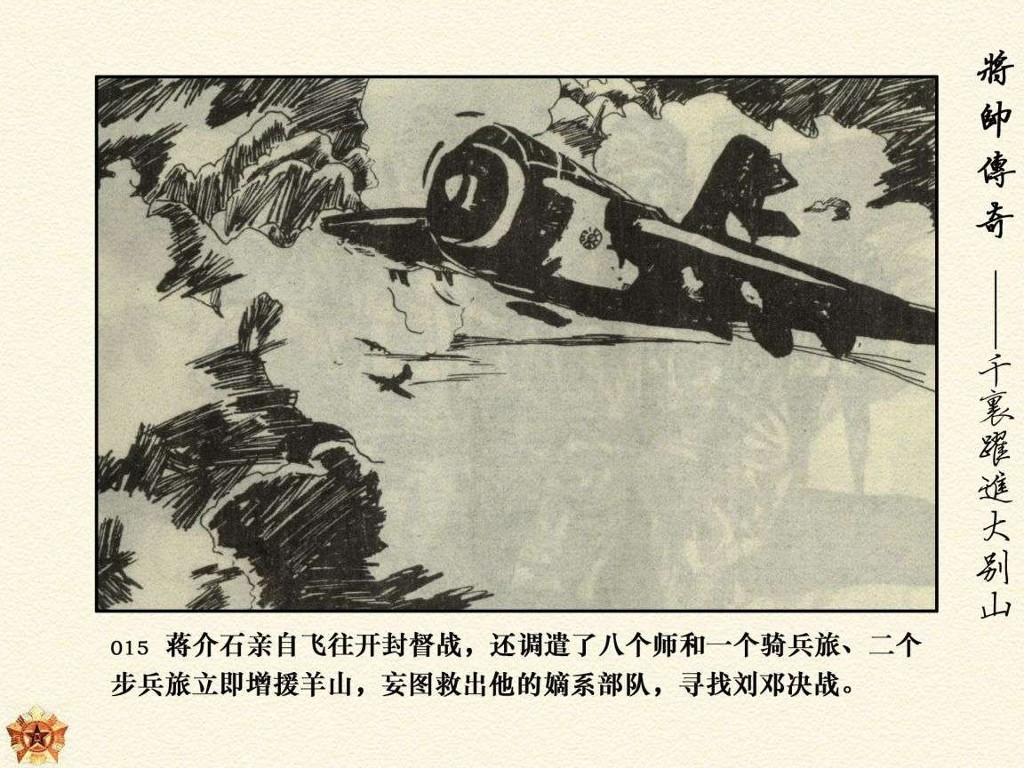 將帥傳奇
——千裏躍進大别山
015 蒋介石亲自飞往开封督战，还调遣了八个师和一个骑兵旅、二个
步兵旅立即增援羊山，妄图救出他的嫡系部队，寻找刘邓决战。